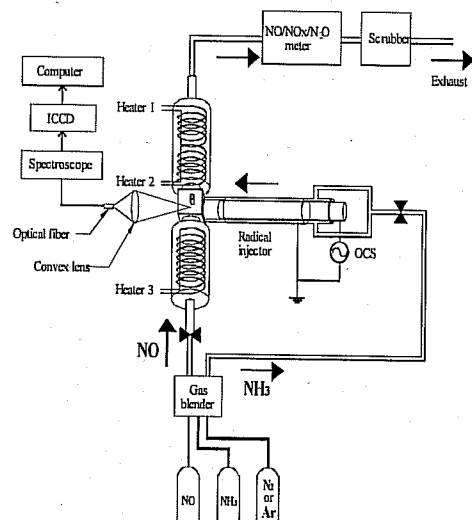 NO/NOx/N2O
meter
Scrubber
Exhaust
Computer
ICCD
Spectroscope
Optical fiber
Convex lens
Heater 1
Heater 2
Heater 3
Radical
injector
OCS
NO
NH3
Gas
blender
NO
NH3
N2
or
Ar